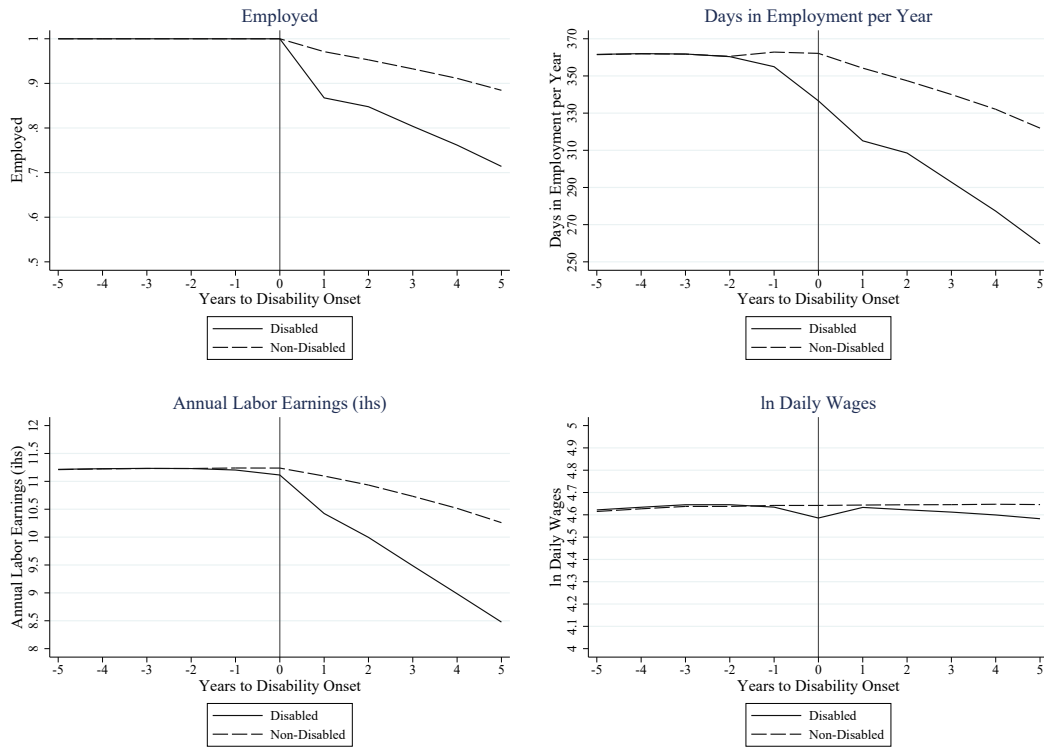 Employed
Employed
1
.9
.8
.7
.6
.5
-5 -4 -3 -2 -1 0 1 2 3 4 5
Years to Disability Onset
Disabled
Non-Disabled
Days in Employment per Year
Days in Employment per Year
370
350
330
310
290
270
250
-5 -4 -3 -2 -1 0 1 2 3 4 5
Years to Disability Onset
Disabled
Non-Disabled
Annual Labor Earnings (ihs)
Annual Labor Earnings (ihs)
12
11.5
11
10.5
10
9.5
9
8.5
8
-5 -4 -3 -2 -1 0 1 2 3 4 5
Years to Disability Onset
Disabled
Non-Disabled
ln Daily Wages
ln Daily Wages
5
4.9
4.8
4.7
4.6
4.5
4.4
4.3
4.2
4.1
4
-5 -4 -3 -2 -1 0 1 2 3 4 5
Years to Disability Onset
Disabled
Non-Disabled